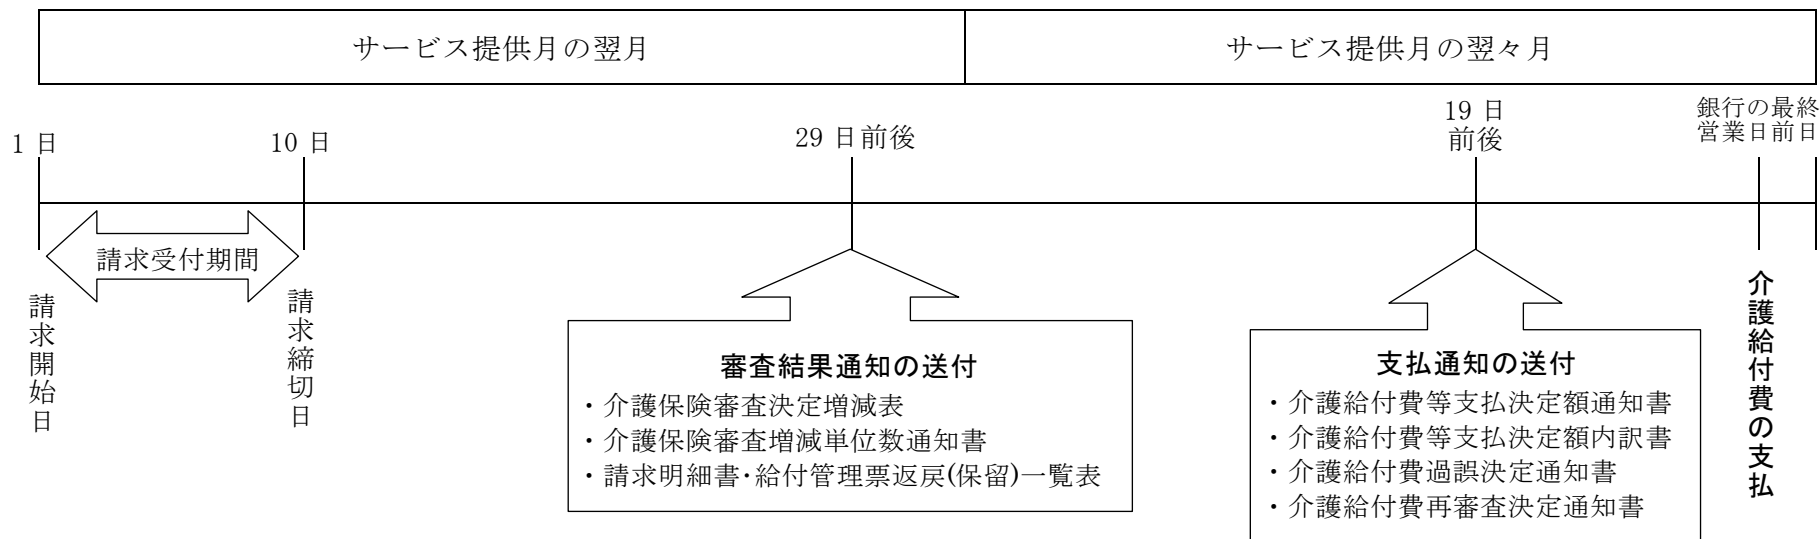 サービス提供月の翌月
サービス提供月の翌々月
1 日
10 日
29 日前後
19 日
前後
銀行の最終
営業日前日
請求受付期間
請求開始日
請求締切日
審査結果通知の送付
・介護保険審査決定増減表
・介護保険審査増減単位数通知書
・請求明細書・給付管理票返戻(保留)一覧表
支払通知の送付
・介護給付費等支払決定額通知書
・介護給付費等支払決定額内訳書
・介護給付費過誤決定通知書
・介護給付費再審査決定通知書
介護給付費の支払